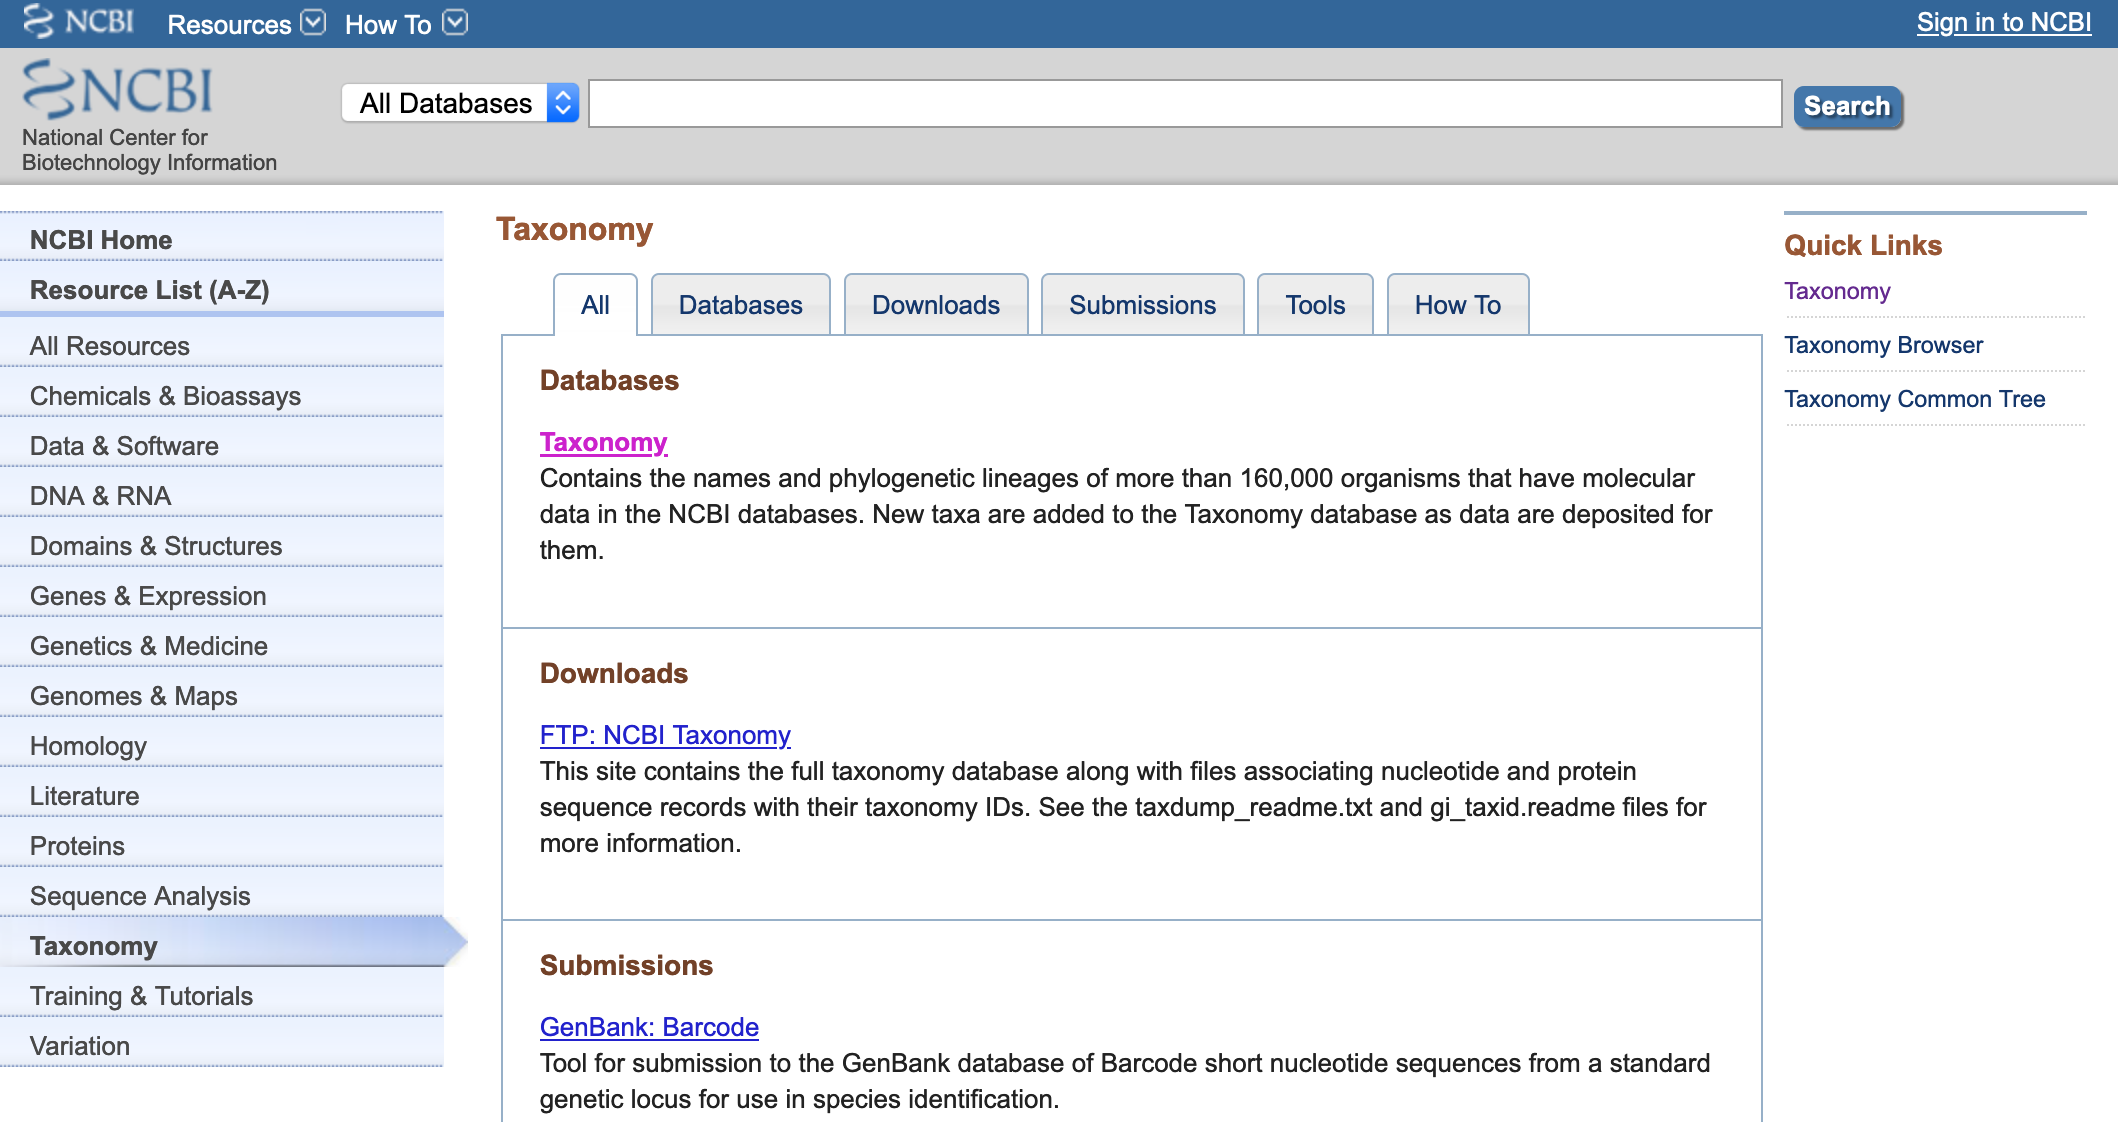 NCBI Resources How To Sign in to NCBI
NCBI
National Center for
Biotechnology Information
All Databases Search
NCBI Home
Resource List (A-Z)
All Resources
Chemicals & Bioassays
Data & Software
DNA & RNA
Domains & Structures
Genes & Expression
Genetics & Medicine
Genomes & Maps
Homology
Literature
Proteins
Sequence Analysis
Taxonomy
Training & Tutorials
Variation
Taxonomy
All Databases Downloads Submissions Tools How To
Databases
Taxonomy
Contains the names and phylogenetic lineages of more than 160,000 organisms that have molecular
data in the NCBI databases. New taxa are added to the Taxonomy database as data are deposited for
them.
Downloads
FTP: NCBI Taxonomy
This site contains the full taxonomy database along with files associating nucleotide and protein
sequence records with their taxonomy IDs. See the taxdump_readme.txt and gi_taxid.readme files for
more information.
Submissions
GenBank: Barcode
Tool for submission to the GenBank database of Barcode short nucleotide sequences from a standard
genetic locus for use in species identification.
Quick Links
Taxonomy
Taxonomy Browser
Taxonomy Common Tree